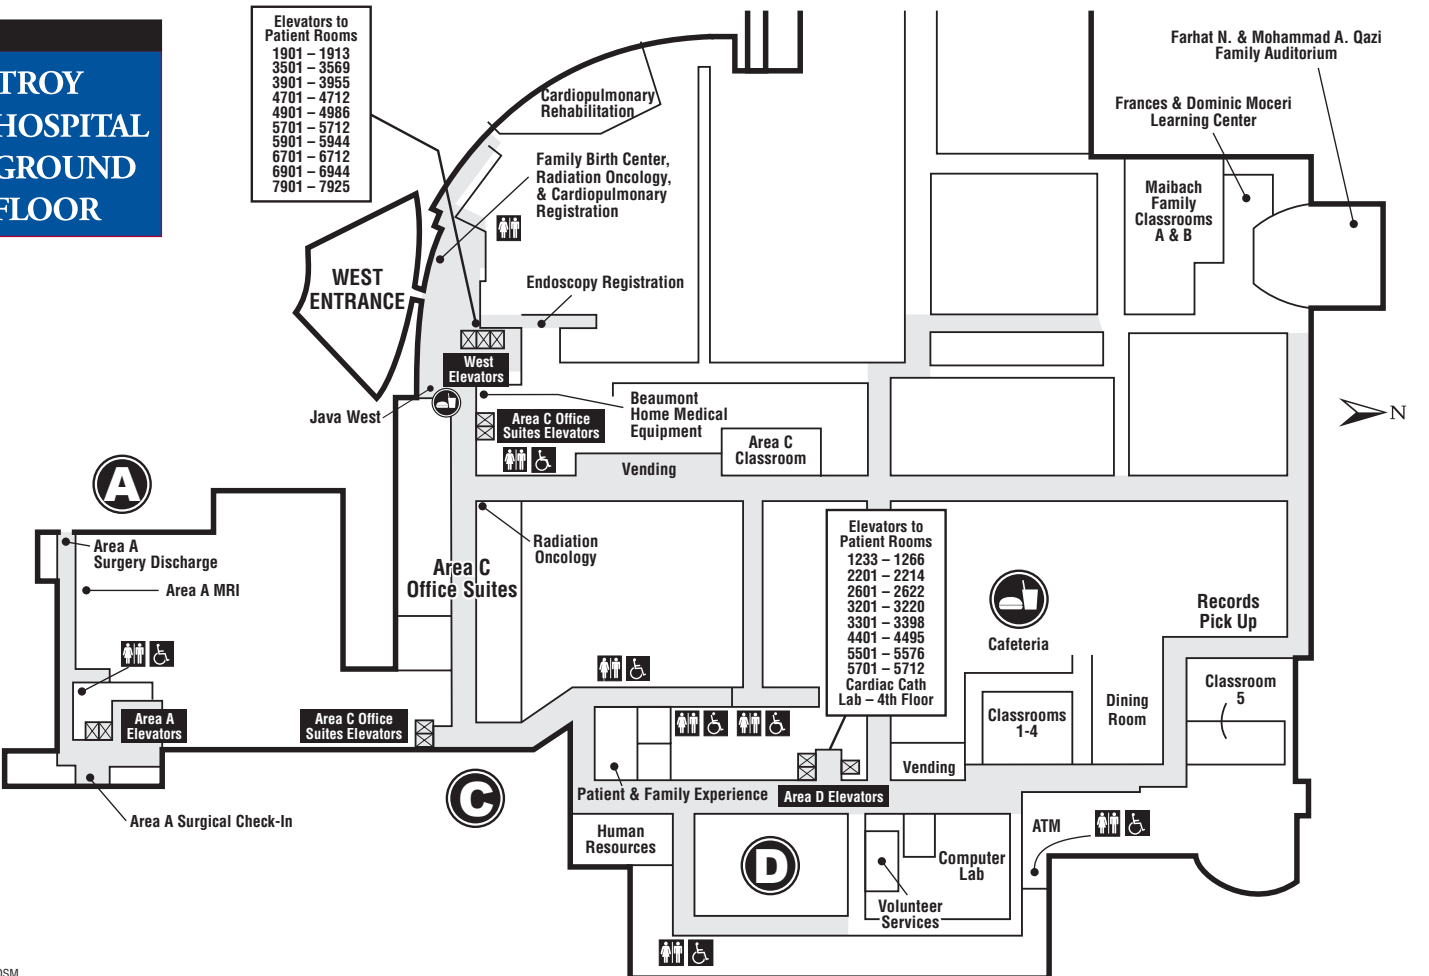 TROY
HOSPITAL
GROUND
FLOOR
Elevators to
Patient Rooms
1901 – 1913
3501 – 3569
3901 – 3955
4701 – 4712
4901 – 4986
5701 – 5712
5901 – 5944
6701 – 6712
6901 – 6944
7901 – 7925
Cardiopulmonary
Rehabilitation
Family Birth Center,
Radiation Oncology,
& Cardiopulmonary
Registration
Farhat N. & Mohammad A. Qazi
Family Auditorium
Frances & Dominic Moceri
Learning Center
Maibach
Family
Classrooms
A & B
WEST
ENTRANCE
Endoscopy Registration
West
Elevators
Java West
Beaumont
Home Medical
Equipment
Area C Office
Suites Elevators
Area C
Classroom
Vending
N
A
Area A
Surgery Discharge
Area A MRI
Radiation
Oncology
Area C
Office Suites
Elevators to
Patient Rooms
1233 – 1266
2201 – 2214
2601 – 2622
3201 – 3220
3301 – 3398
4401 – 4495
5501 – 5576
5701 – 5712
Cardiac Cath
Lab – 4th Floor
Cafeteria
Records
Pick Up
Classroom
5
Classrooms
1-4
Dining
Room
Area A
Elevators
Area C Office
Suites Elevators
Vending
C
Patient & Family Experience
Area D Elevators
Area A Surgical Check-In
Human
Resources
D
ATM
Computer
Lab
Volunteer
Services